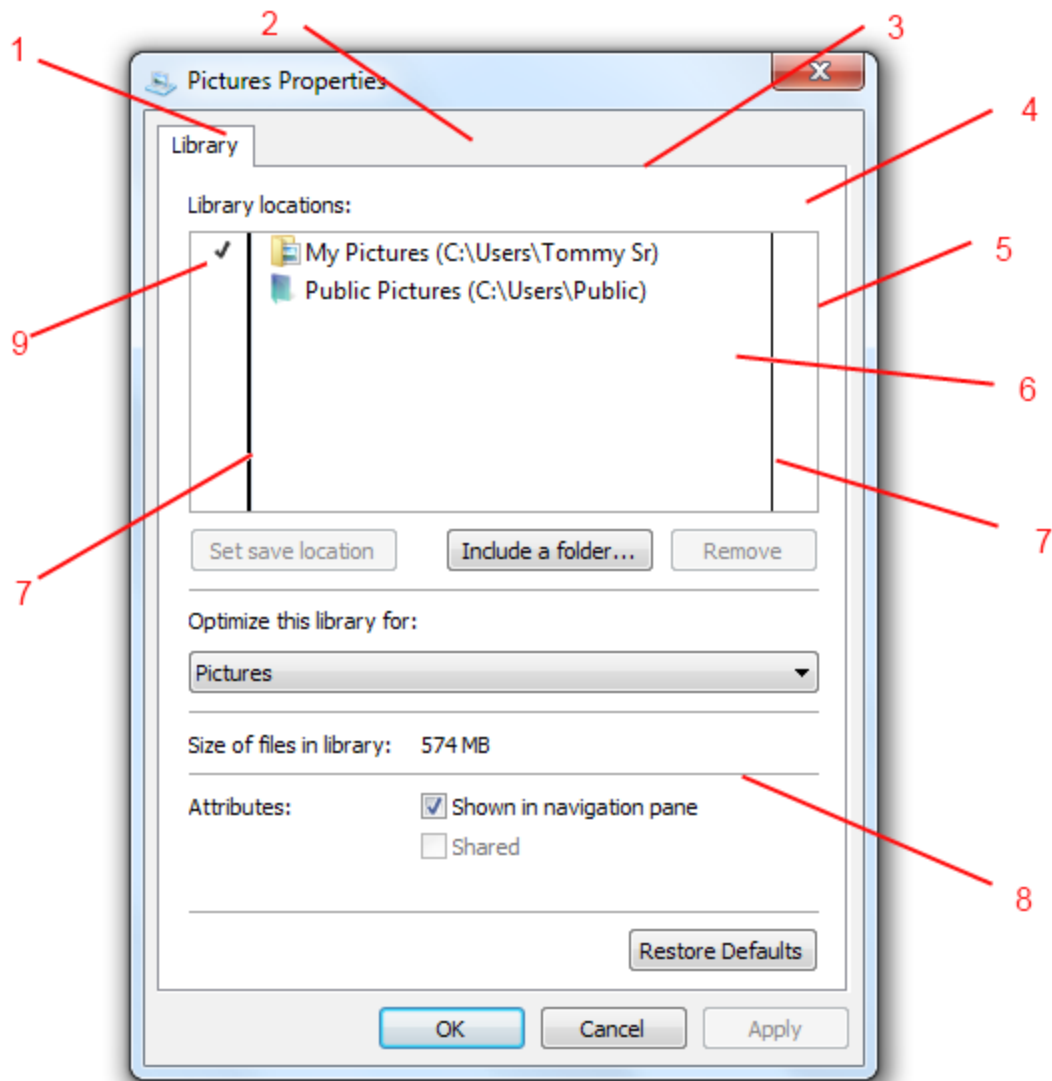 2
1
3
Pictures Properties
x
4
Library
Library locations:
My Pictures (C:\Users\Tommy Sr)
5
Public Pictures (C:\Users\Public)
9
6
7
Set save location Include a folder... Remove
7
Optimize this library for:
Pictures
Size of files in library: 574 MB
Attributes: Shown in navigation pane
Shared
8
Restore Defaults
OK Cancel Apply